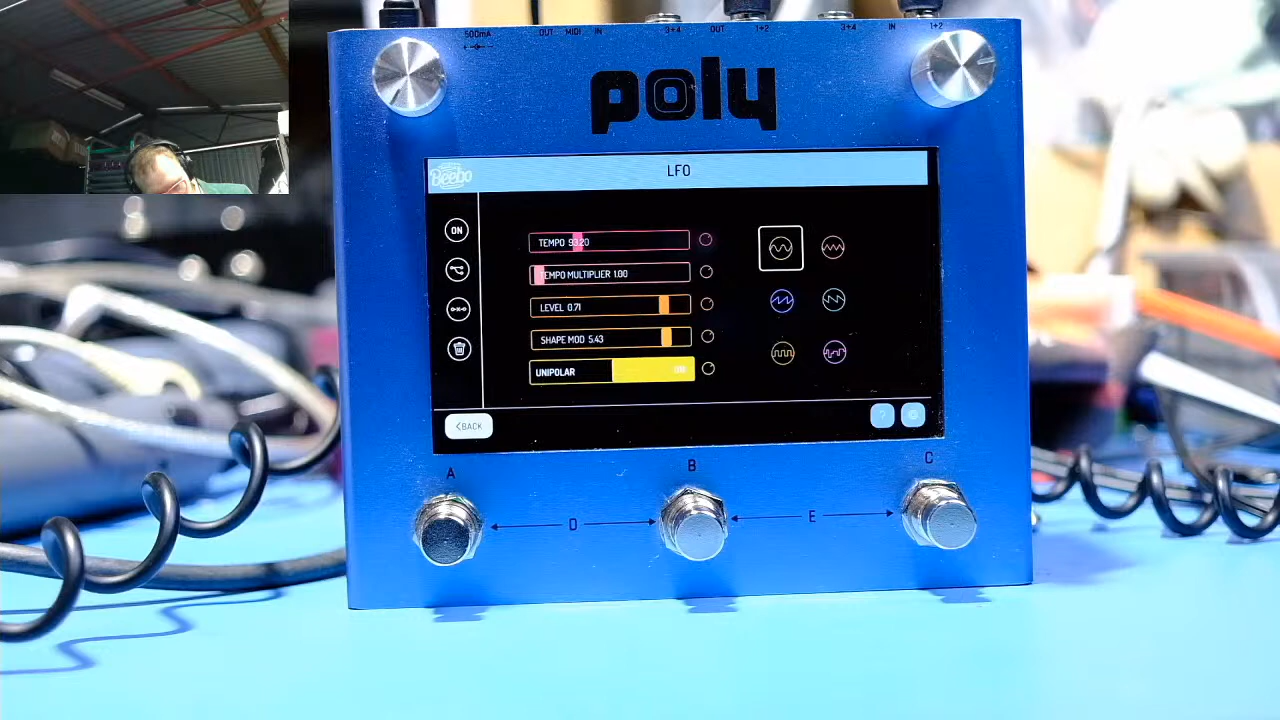 500mA OUT MIDI IN 3+4 OUT 1+2 3+4 IN 1+2
poly
Beebo
LFO
ON
TEMPO 93.20
TEMPO MULTIPLIER 1.00
LEVEL 0.71
SHAPE MOD 5.43
UNIPOLAR ON
<BACK
?
A B C
D E